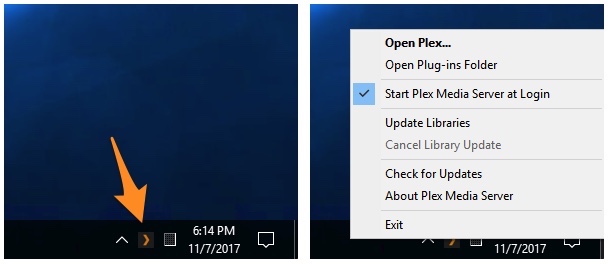 6:14 PM
11/7/2017
Open Plex...
Open Plug-ins Folder
Start Plex Media Server at Login
Update Libraries
Cancel Library Update
Check for Updates
About Plex Media Server
Exit
11/7/2017